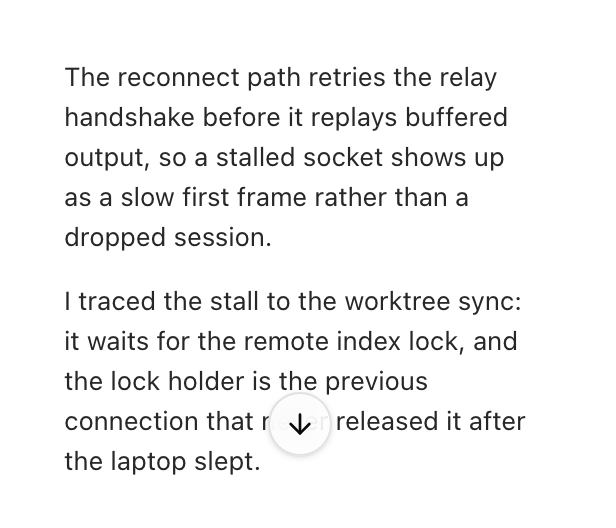 The reconnect path retries the relay
handshake before it replays buffered
output, so a stalled socket shows up
as a slow first frame rather than a
dropped session.
I traced the stall to the worktree sync:
it waits for the remote index lock, and
the lock holder is the previous
connection that released it after
the laptop slept.